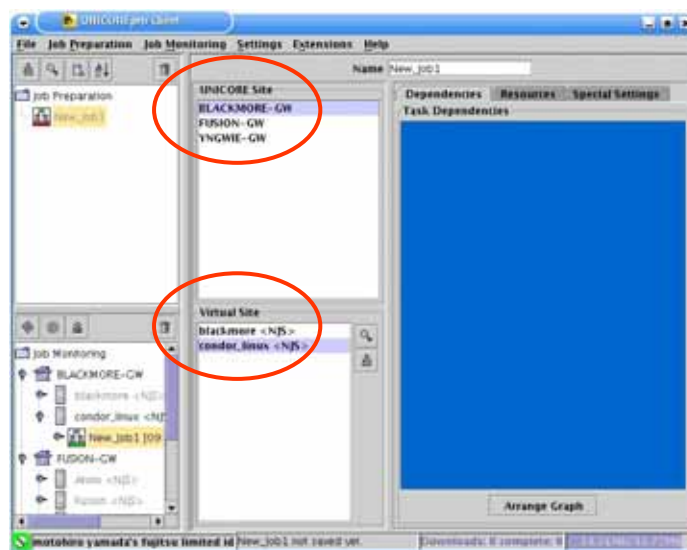 UNICOREpro Client
File Job Preparation Job Monitoring Settings Extensions Help
Name New_Job1
Job Preparation
New_Job1
UNICORE Site
BLACKMORE-GW
FUSION-GW
YNGWIE-GW
Dependencies Resources Special Settings
Task Dependencies
Virtual Site
blackmore <NJS>
condor_linux <NJS>
Job Monitoring
BLACKMORE-GW
blackmore <NJS>
condor_linux <NJS
New_Job1 [09
FUSION-GW
Fusion <NJS>
Arrange Graph
motohiro yamada's fujitsu limited id New_Job1 not saved yet. Downloads: 0 complete: 0